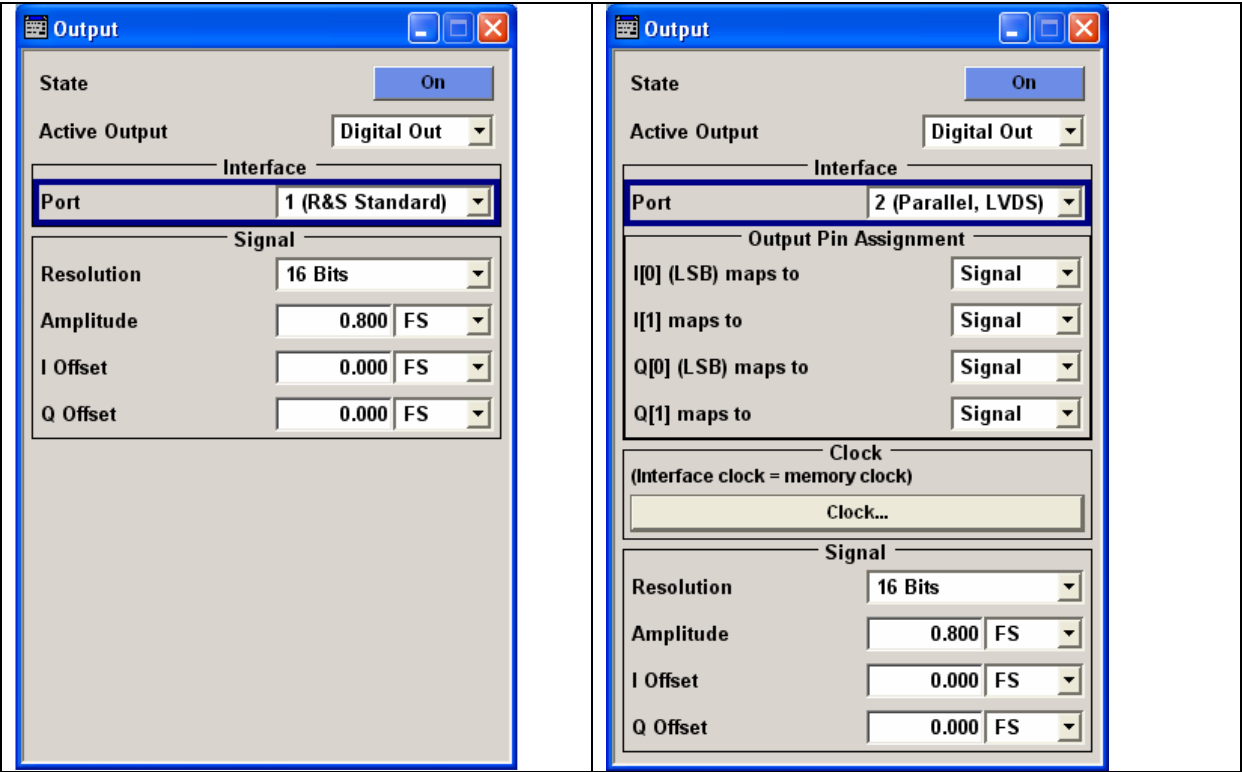 Output
State On
Active Output Digital Out
Interface
Port 1 (R&S Standard)
Signal
Resolution 16 Bits
Amplitude 0.800 FS
I Offset 0.000 FS
Q Offset 0.000 FS
Output
State On
Active Output Digital Out
Interface
Port 2 (Parallel, LVDS)
Output Pin Assignment
I[0] (LSB) maps to Signal
I[1] maps to Signal
Q[0] (LSB) maps to Signal
Q[1] maps to Signal
Clock
(Interface clock = memory clock)
Clock...
Signal
Resolution 16 Bits
Amplitude 0.800 FS
I Offset 0.000 FS
Q Offset 0.000 FS